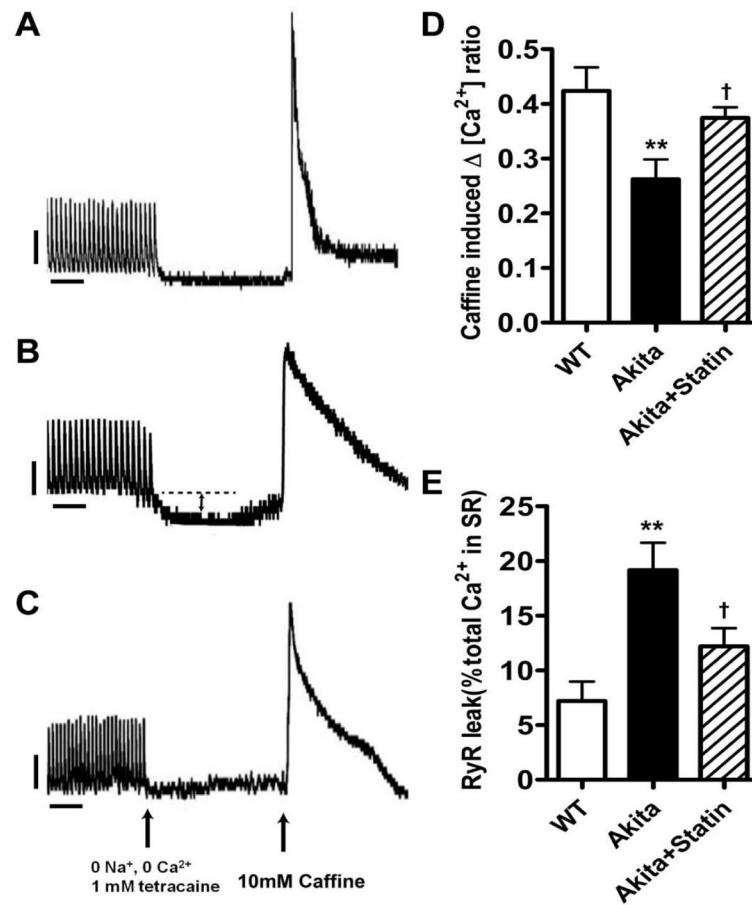 A
B
C
0 Na⁺, 0 Ca²⁺
1 mM tetracaine
10mM Caffine
D
Caffine induced Δ [Ca²⁺] ratio
0.5
0.4
0.3
0.2
0.1
0.0
**
†
WT
Akita
Akita+Statin
E
RyR leak(%total Ca²⁺ in SR)
25
20
15
10
5
0
**
†
WT
Akita
Akita+Statin